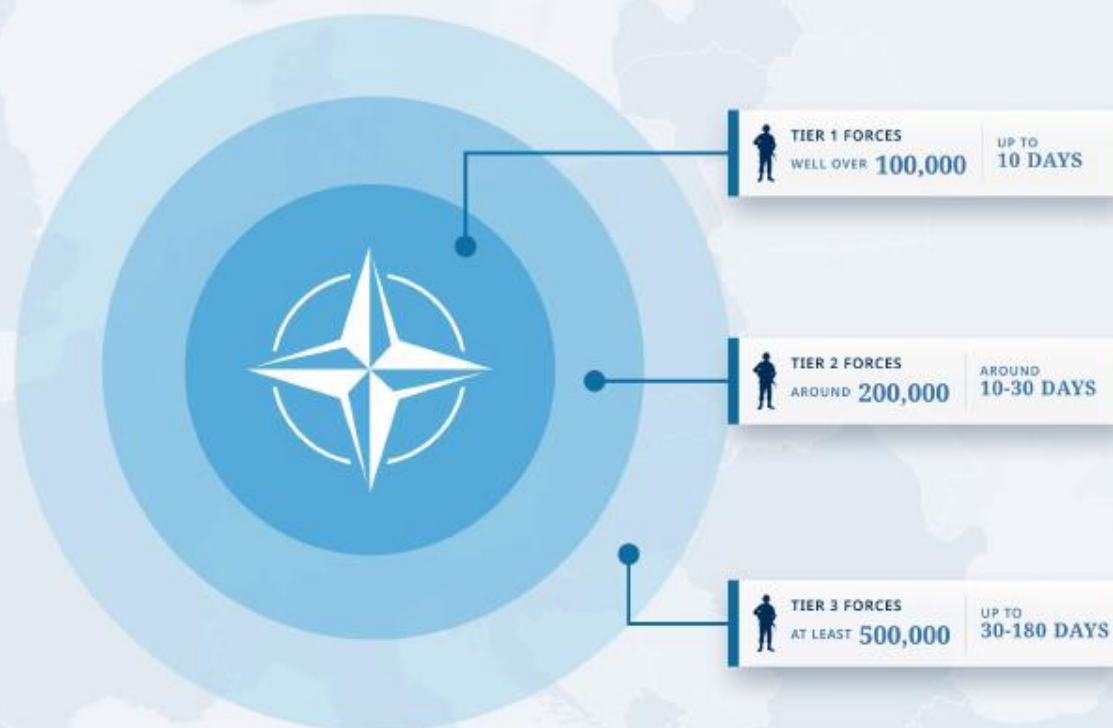 TIER 1 FORCES
WELL OVER 100,000
UP TO
10 DAYS
TIER 2 FORCES
AROUND 200,000
AROUND
10-30 DAYS
TIER 3 FORCES
AT LEAST 500,000
UP TO
30-180 DAYS